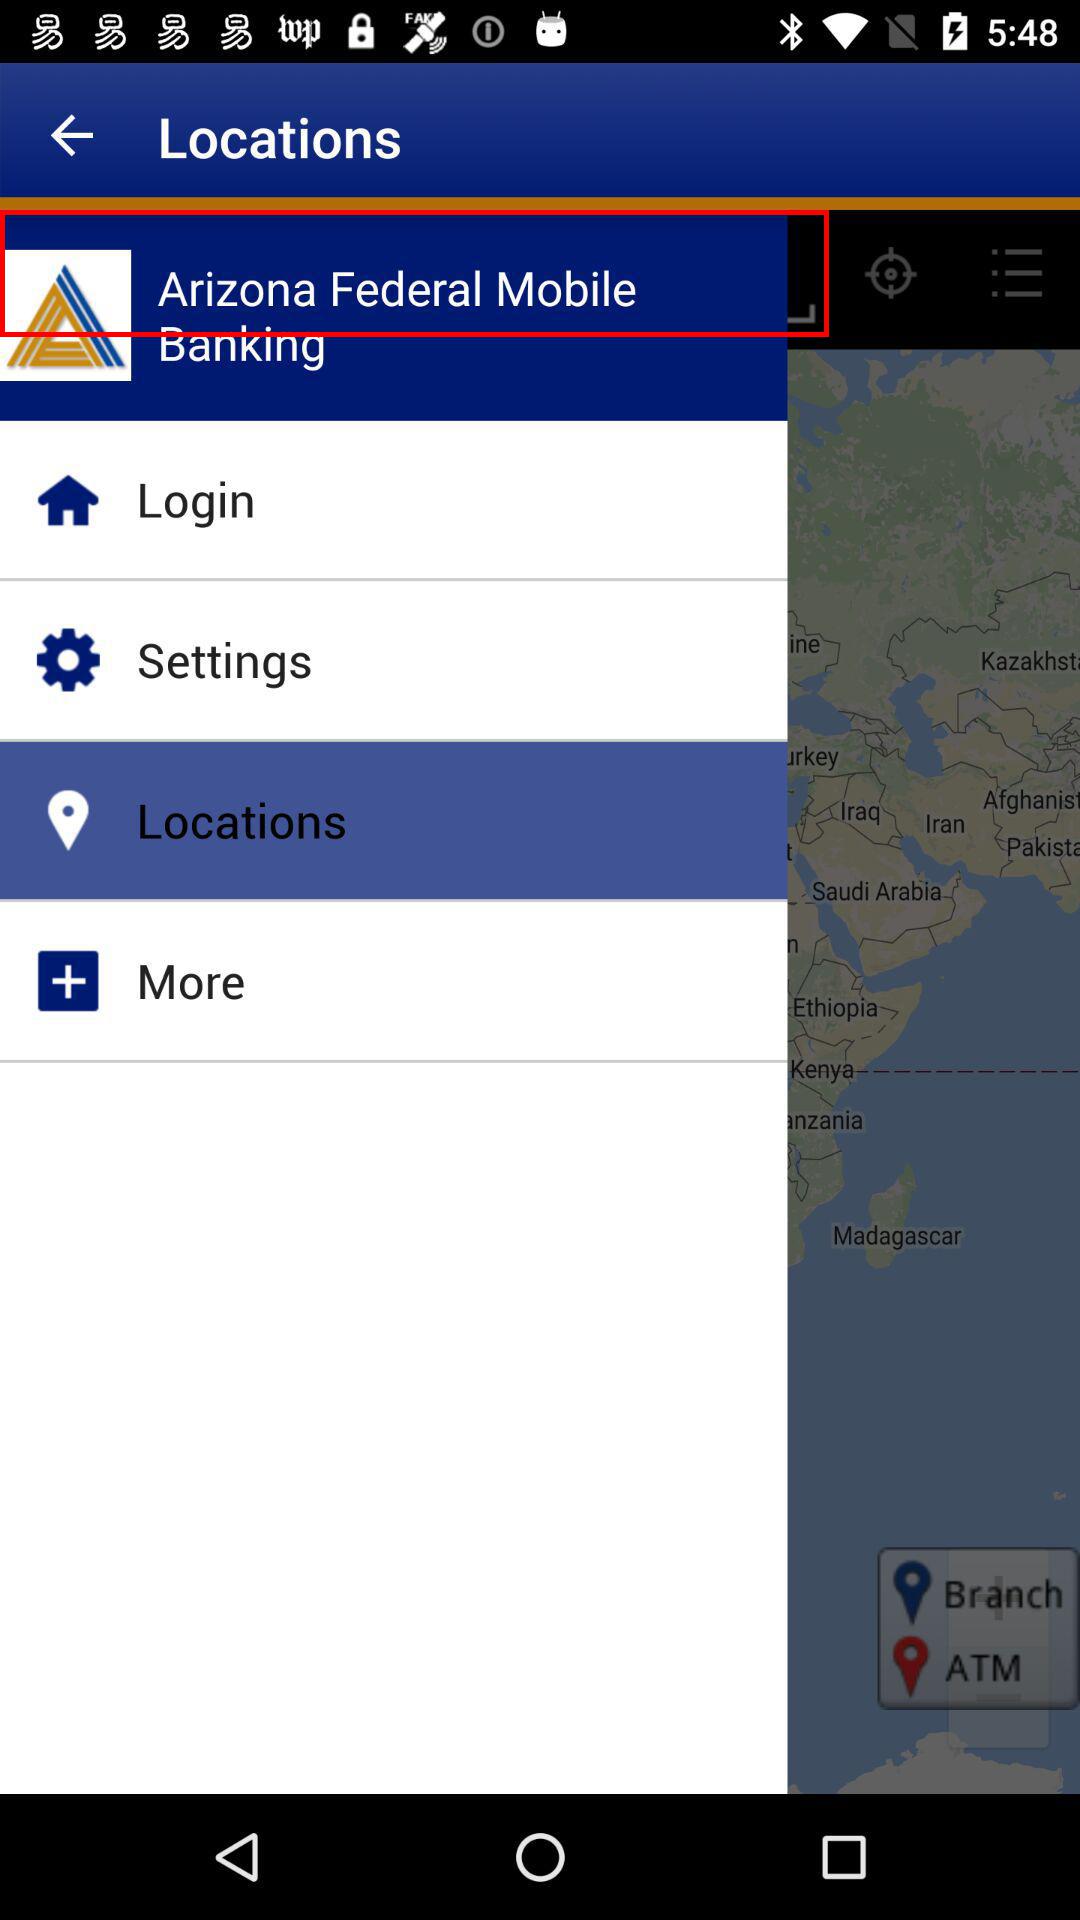 FAKE
5:48
Locations
Arizona Federal Mobile
Banking
Login
Settings
Locations
More
ine
Kazakhsta
urkey
Afghanist
Iraq
Iran
Pakista
t
Saudi Arabia
n
Ethiopia
Kenya
anzania
Madagascar
Branch
ATM